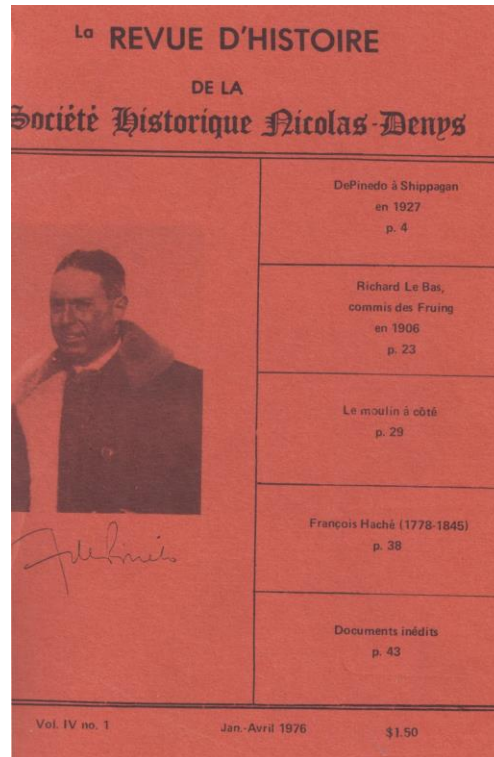 La REVUE D'HISTOIRE
DE LA
Société Historique Nicolas-Denys
DePinedo à Shippagan
en 1927
p. 4
Richard Le Bas,
commis des Fruing
en 1906
p. 23
Le moulin à côté
p. 29
François Haché (1778-1845)
p. 38
Documents inédits
p. 43
Vol. IV no. 1 Jan.-Avril 1976 $1.50